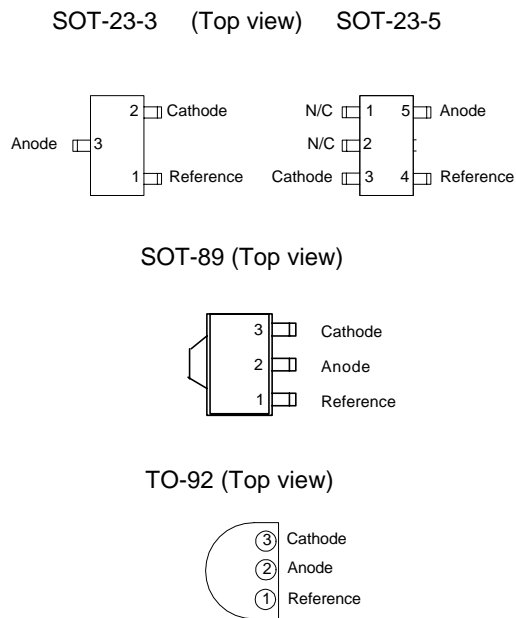 SOT-23-3 (Top view) SOT-23-5
2 Cathode
Anode 3
1 Reference
N/C 1 5 Anode
N/C 2
Cathode 3 4 Reference
SOT-89 (Top view)
3 Cathode
2 Anode
1 Reference
TO-92 (Top view)
3 Cathode
2 Anode
1 Reference